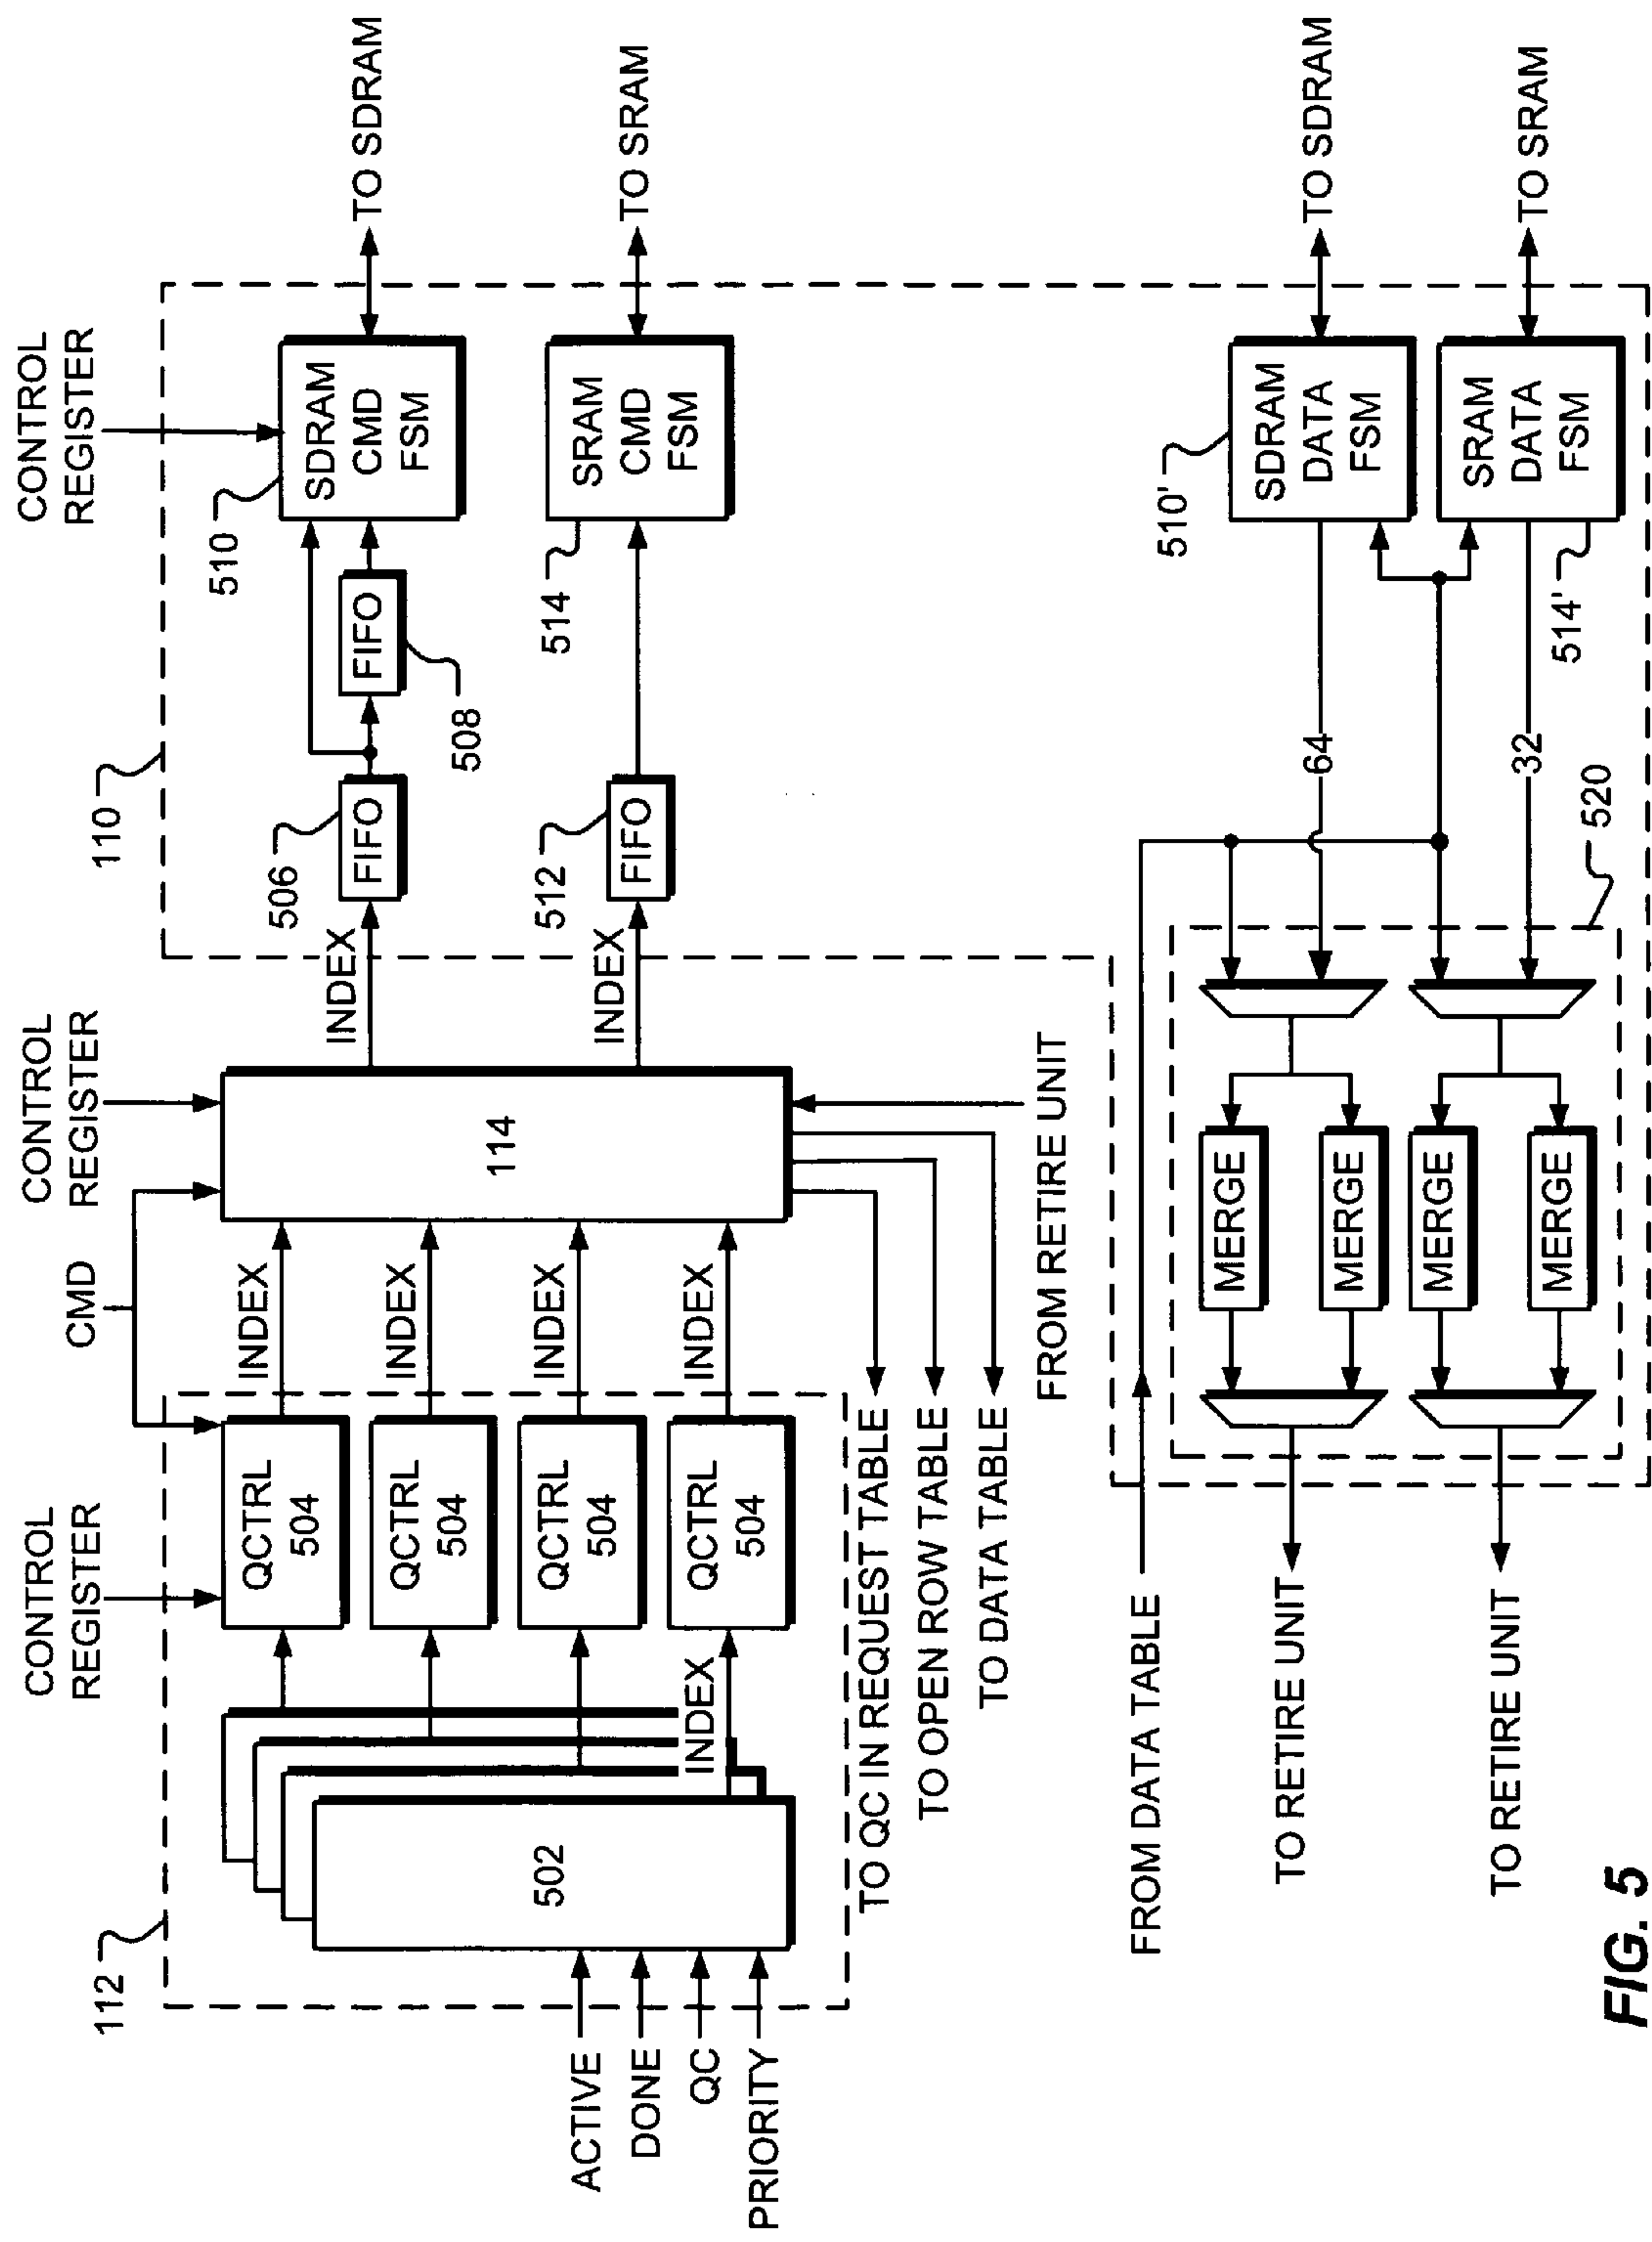 CONTROL
REGISTER
CMD
CONTROL
REGISTER
CONTROL
REGISTER
112
110
ACTIVE
DONE
QC
PRIORITY
502
INDEX
QCTRL
504
QCTRL
504
QCTRL
504
QCTRL
504
INDEX
INDEX
INDEX
INDEX
114
INDEX
INDEX
506
FIFO
508
FIFO
510
SDRAM
CMD
FSM
TO SDRAM
512
FIFO
514
SRAM
CMD
FSM
TO SRAM
TO QC IN REQUEST TABLE
TO OPEN ROW TABLE
TO DATA TABLE
FROM RETIRE UNIT
FROM DATA TABLE
TO RETIRE UNIT
TO RETIRE UNIT
MERGE
MERGE
MERGE
MERGE
520
64
32
510'
SDRAM
DATA
FSM
TO SDRAM
514'
SRAM
DATA
FSM
TO SRAM
FIG. 5